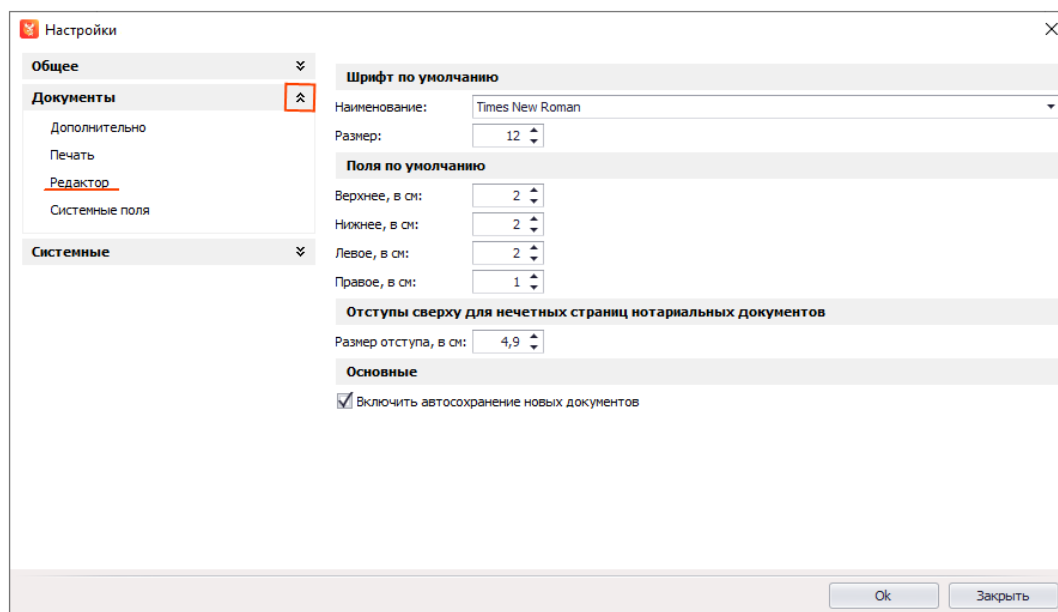 Настройки
Общее
Документы
Дополнительно
Печать
Редактор
Системные поля
Системные
Шрифт по умолчанию
Наименование: Times New Roman
Размер: 12
Поля по умолчанию
Верхнее, в см: 2
Нижнее, в см: 2
Левое, в см: 2
Правое, в см: 1
Отступы сверху для нечетных страниц нотариальных документов
Размер отступа, в см: 4,9
Основные
Включить автосохранение новых документов
Ok Закрыть